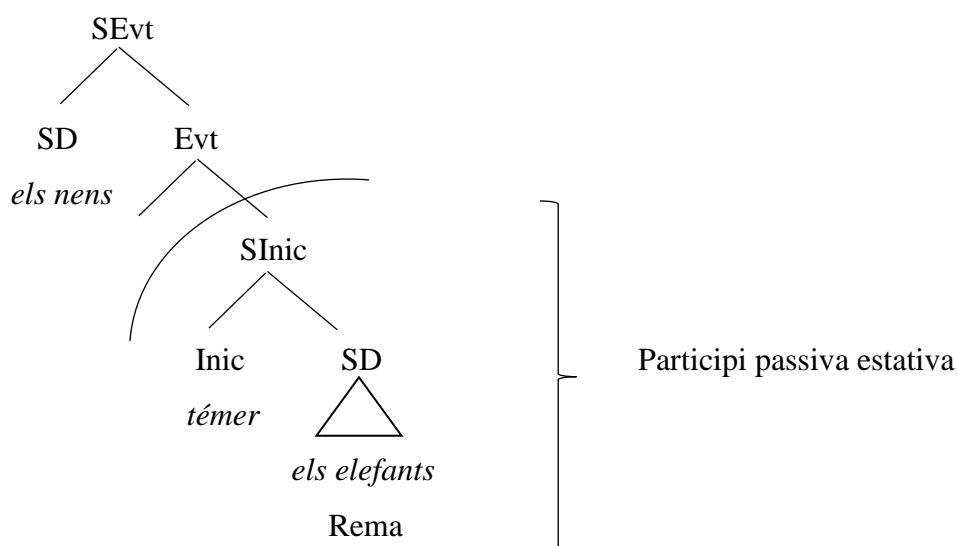 SEvt
SD Evt
els nens
SInic
Inic SD Participi passiva estativa
témer
els elefants
Rema